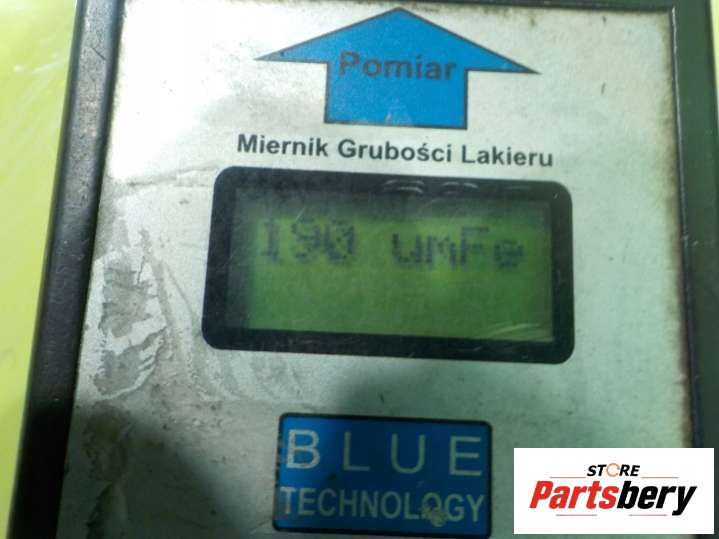 Pomiar
Miernik Grubości Lakieru
190 umFe
BLUE
TECHNOLOGY
STORE
Partsbery